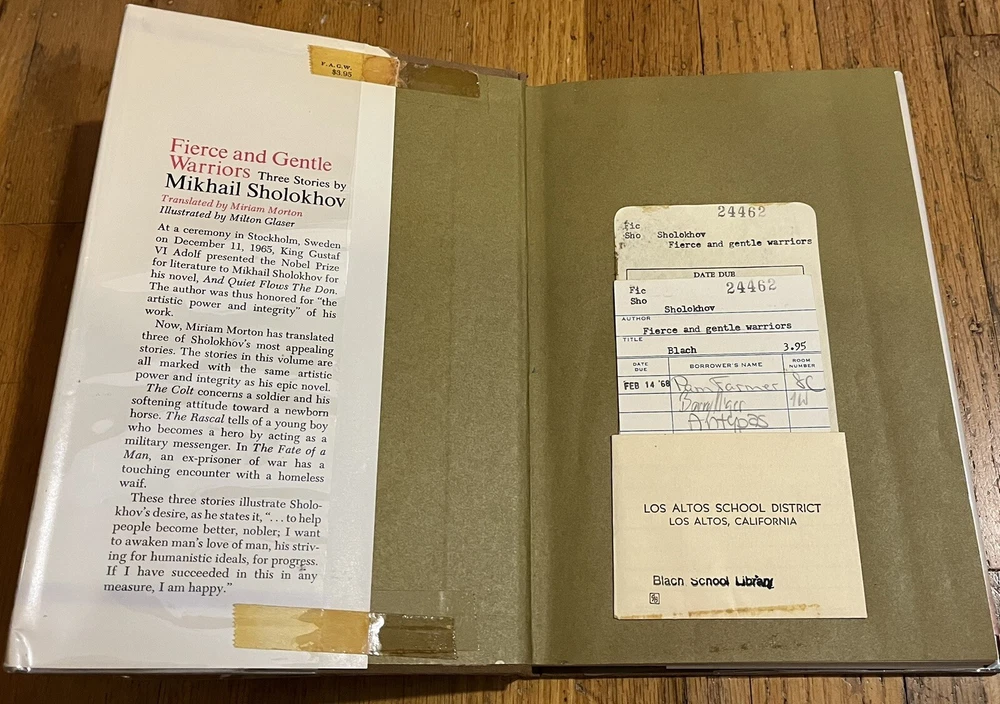 F.A.G.W.
$3.95
Fierce and Gentle
Warriors Three Stories by
Mikhail Sholokhov
Translated by Miriam Morton
Illustrated by Milton Glaser
At a ceremony in Stockholm, Sweden
on December 11, 1965, King Gustaf
VI Adolf presented the Nobel Prize
for literature to Mikhail Sholokhov for
his novel, And Quiet Flows The Don.
The author was thus honored for “the
artistic power and integrity” of his
work.
Now, Miriam Morton has translated
three of Sholokhov's most appealing
stories. The stories in this volume are
all marked with the same artistic
power and integrity as his epic novel.
The Colt concerns a soldier and his
softening attitude toward a newborn
horse. The Rascal tells of a young boy
who becomes a hero by acting as a
military messenger. In The Fate of a
Man, an ex-prisoner of war has a
touching encounter with a homeless
waif.
These three stories illustrate Sholo-
khov's desire, as he states it, “. . . to help
people become better, nobler; I want
to awaken man's love of man, his striv-
ing for humanistic ideals, for progress.
If I have succeeded in this in any
measure, I am happy.”
24462
Fic
Sho Sholokhov
Fierce and gentle warriors
DATE DUE
Fic 24462
Sho
Sholokhov
AUTHOR
Fierce and gentle warriors
TITLE
Blach 3.95
DATE DUE BORROWER'S NAME ROOM NUMBER
FEB 14 '68 Pam Farmer 8C
1W
Antypas
LOS ALTOS SCHOOL DISTRICT
LOS ALTOS, CALIFORNIA
Blach School Library